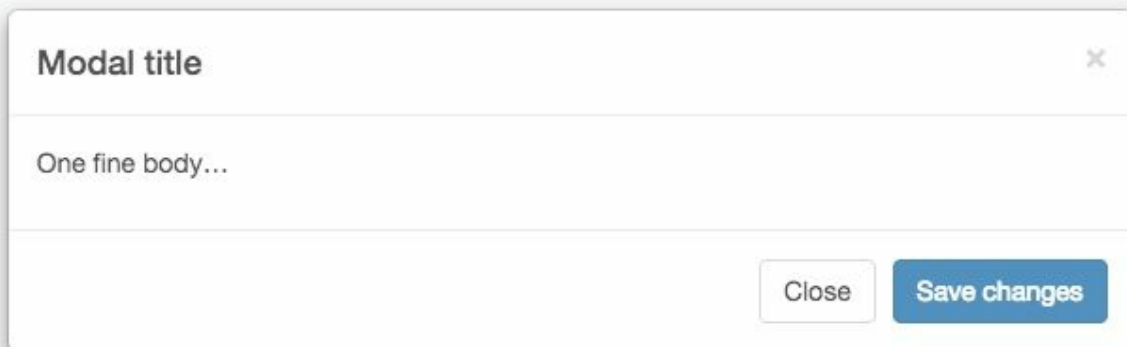 Modal title ×
One fine body…
Close Save changes